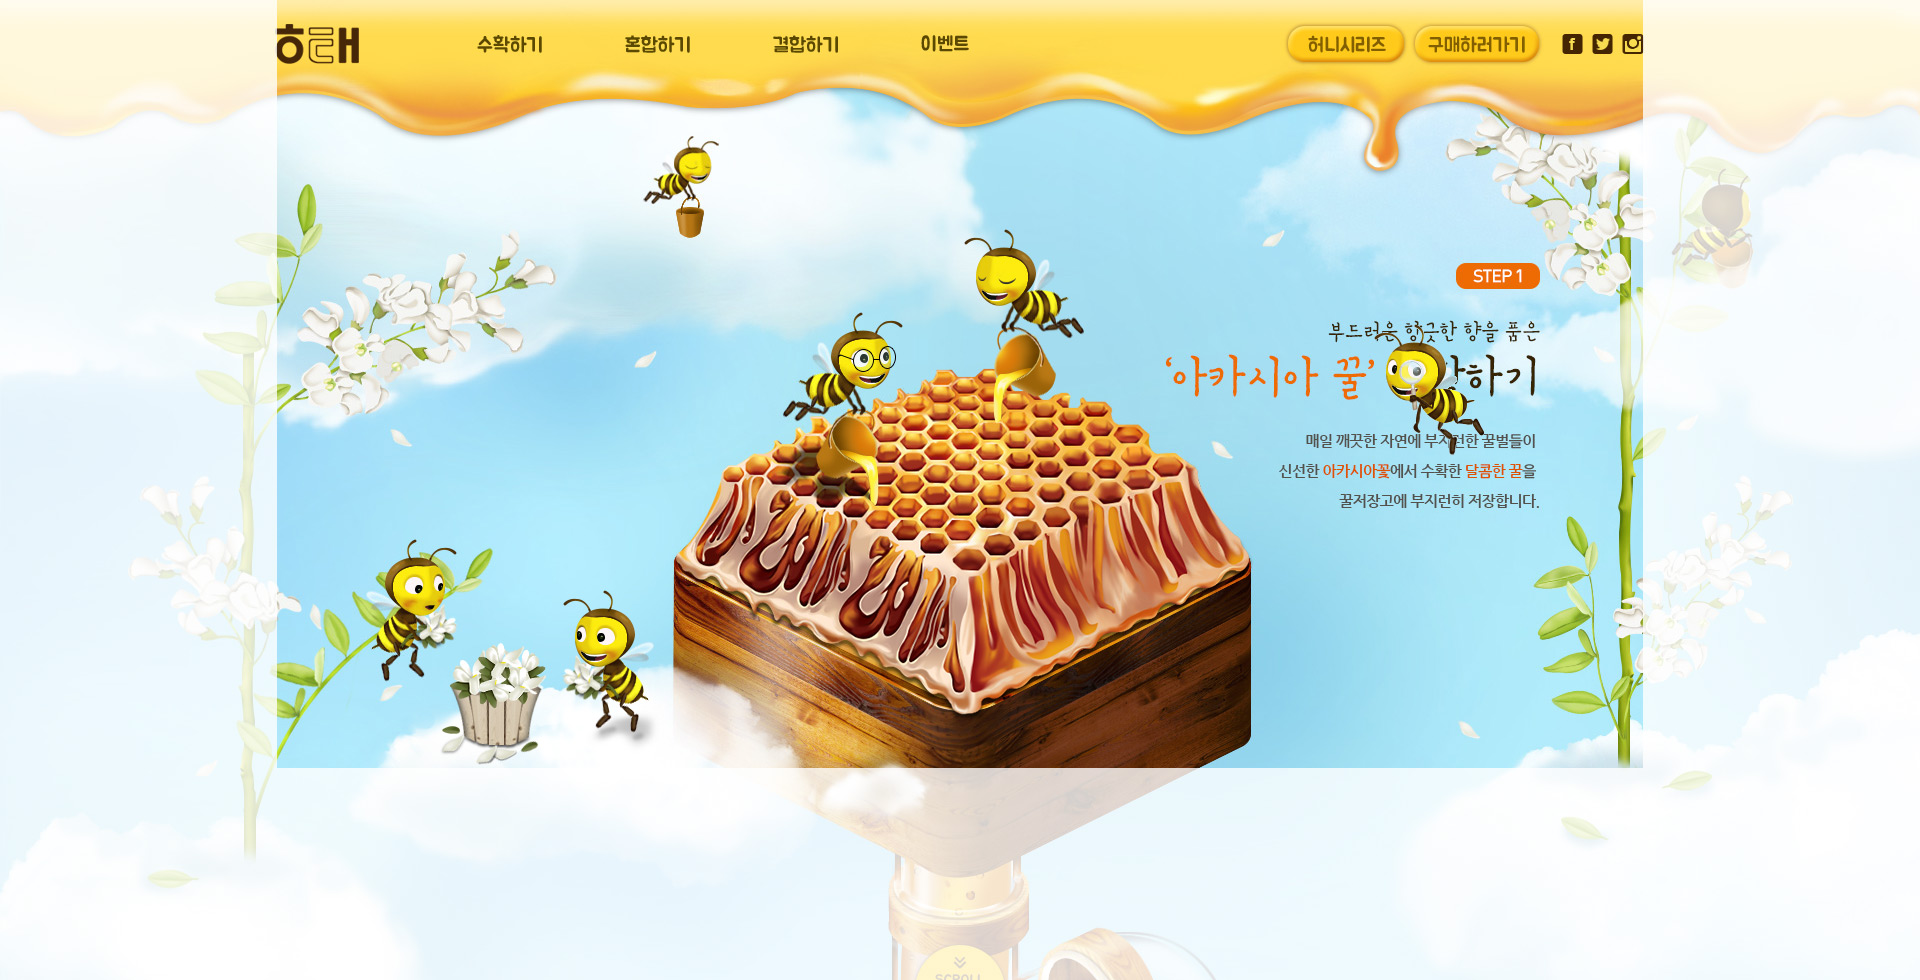 해태
수확하기
혼합하기
결합하기
이벤트
허니시리즈
구매하러가기
STEP 1
부드러운 향긋한 향을 품은
‘아카시아 꿀’ 하기
매일 깨끗한 자연에 부지런한 꿀벌들이
신선한 아카시아꽃에서 수확한 달콤한 꿀을
꿀저장고에 부지런히 저장합니다.
SCROLL